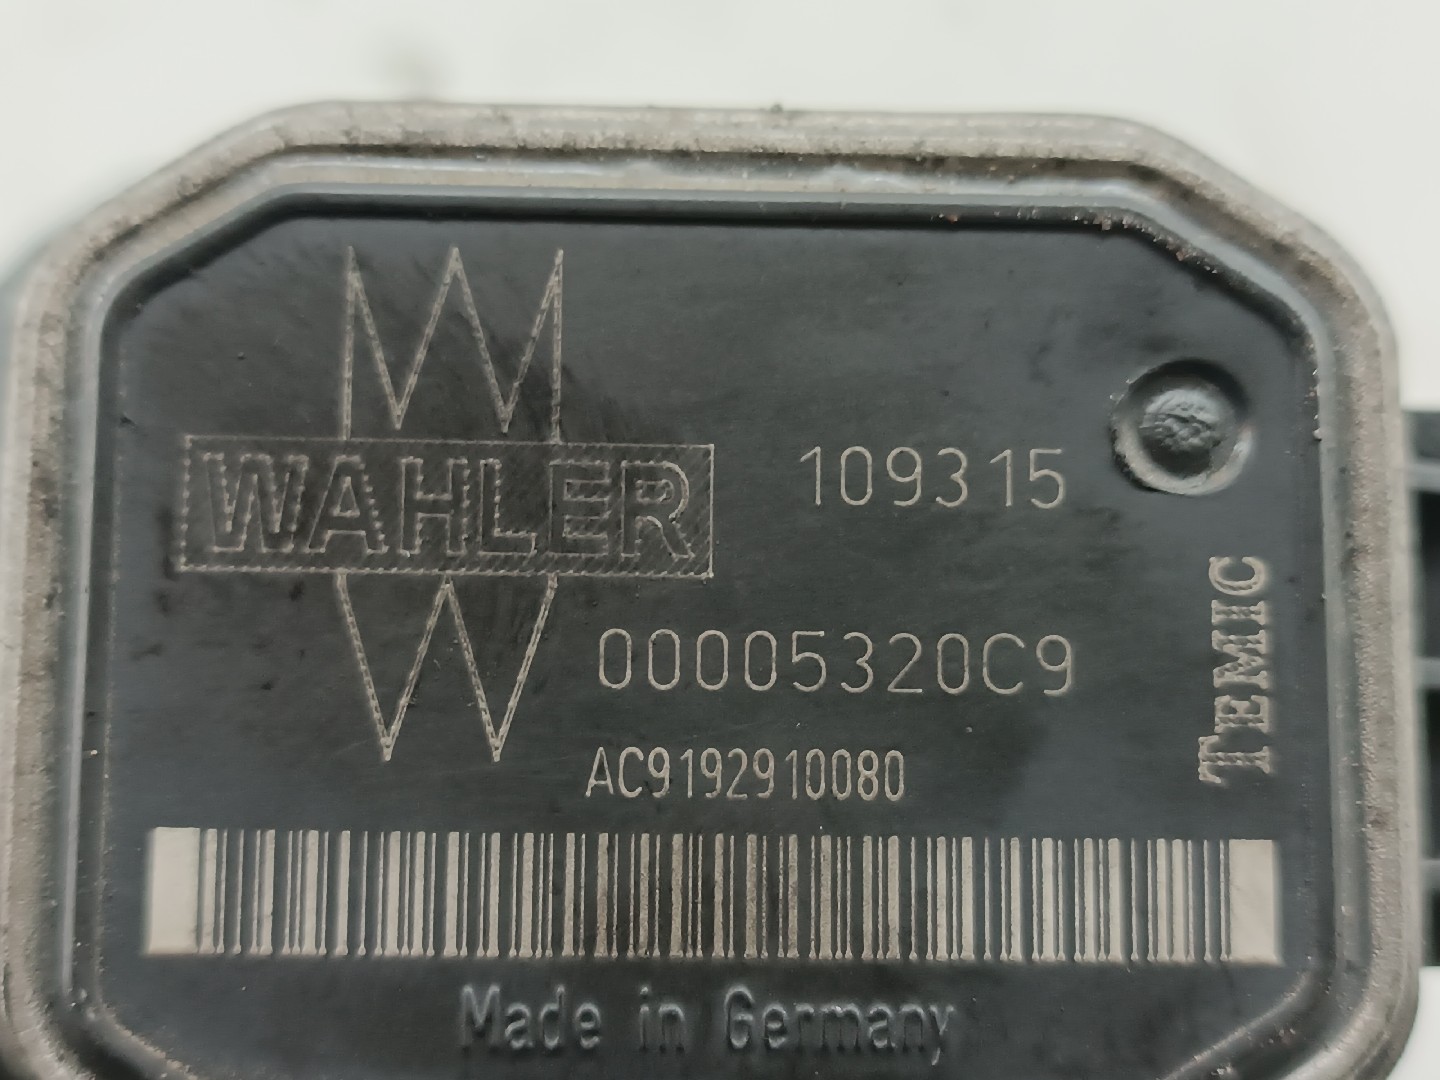 WAHLER
109315
00005320C9
TEMIC
AC9192910080
Made in Germany